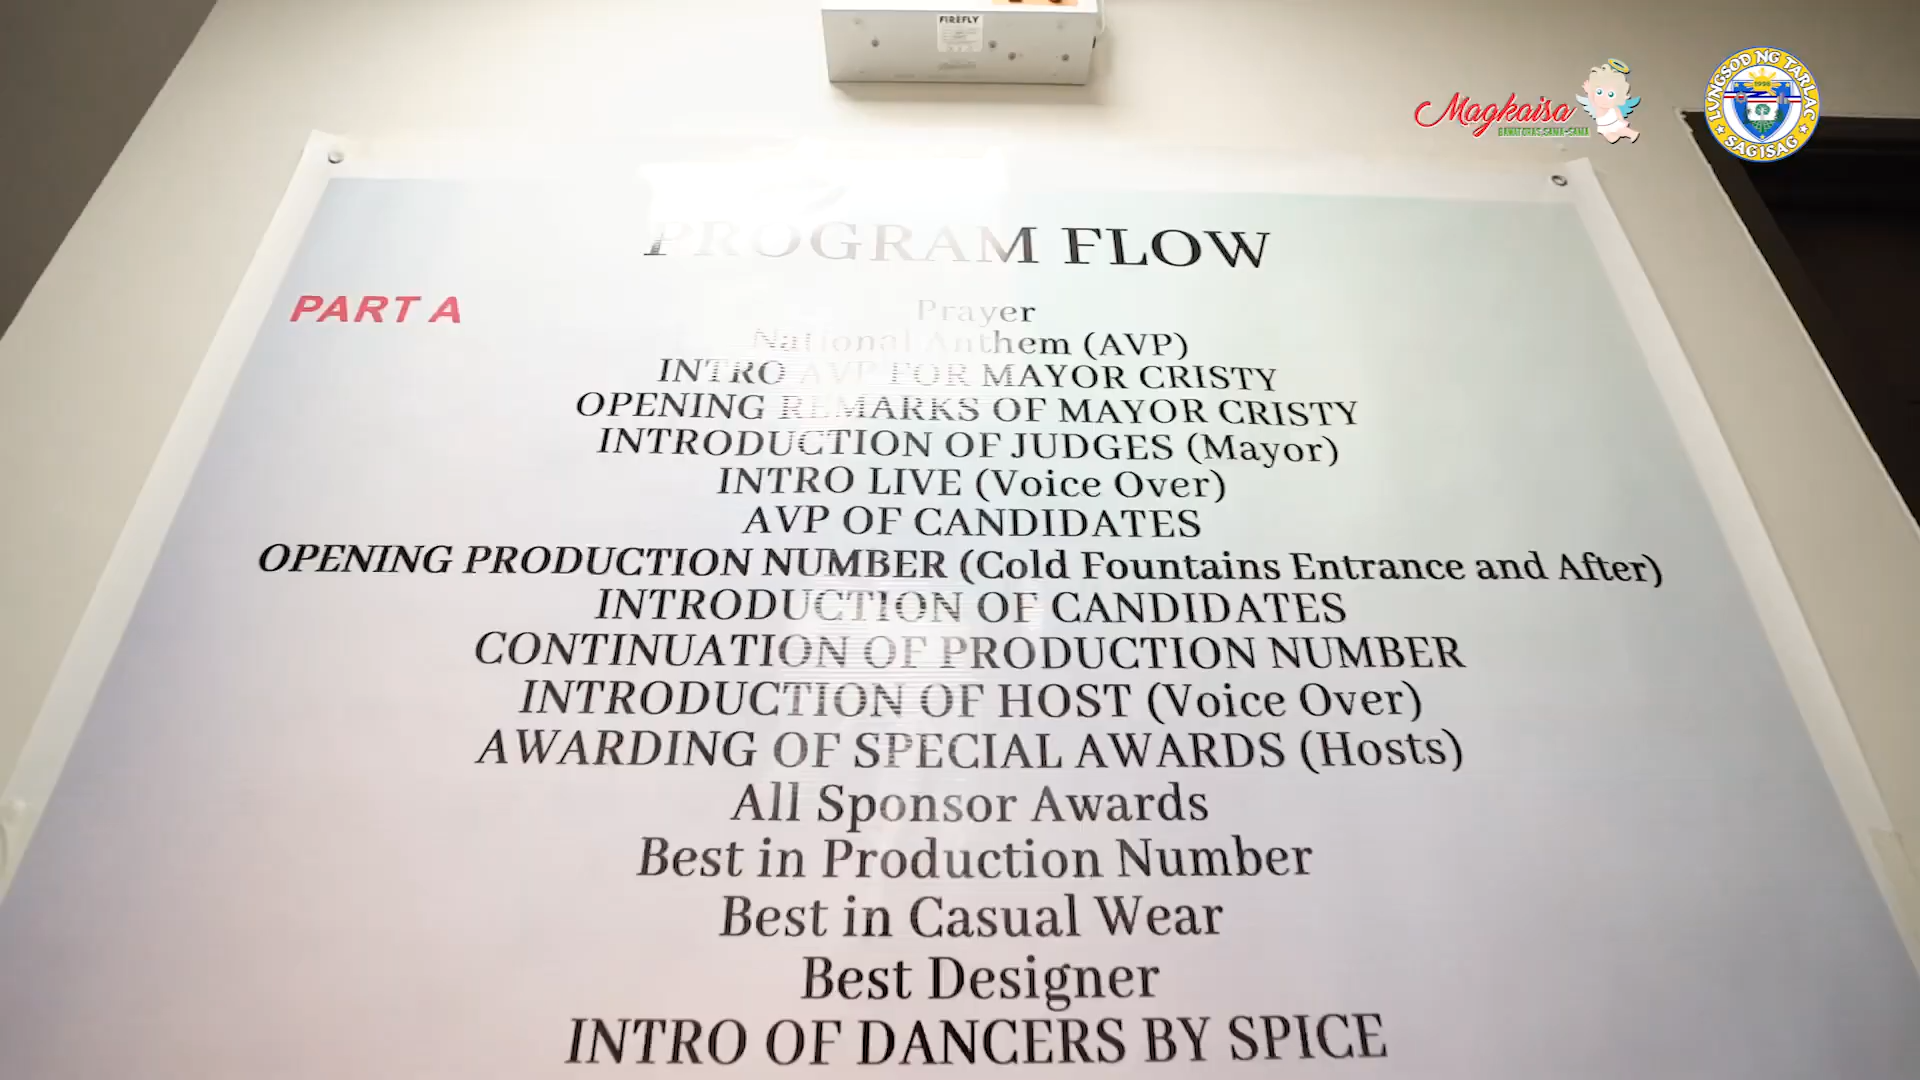 FIREFLY
Magkaisa
LUNGSOD NG TARLAC
1998
SAGISAG
PROGRAM FLOW
PART A
Prayer
National Anthem (AVP)
INTRO AVP FOR MAYOR CRISTY
OPENING REMARKS OF MAYOR CRISTY
INTRODUCTION OF JUDGES (Mayor)
INTRO LIVE (Voice Over)
AVP OF CANDIDATES
OPENING PRODUCTION NUMBER (Cold Fountains Entrance and After)
INTRODUCTION OF CANDIDATES
CONTINUATION OF PRODUCTION NUMBER
INTRODUCTION OF HOST (Voice Over)
AWARDING OF SPECIAL AWARDS (Hosts)
All Sponsor Awards
Best in Production Number
Best in Casual Wear
Best Designer
INTRO OF DANCERS BY SPICE